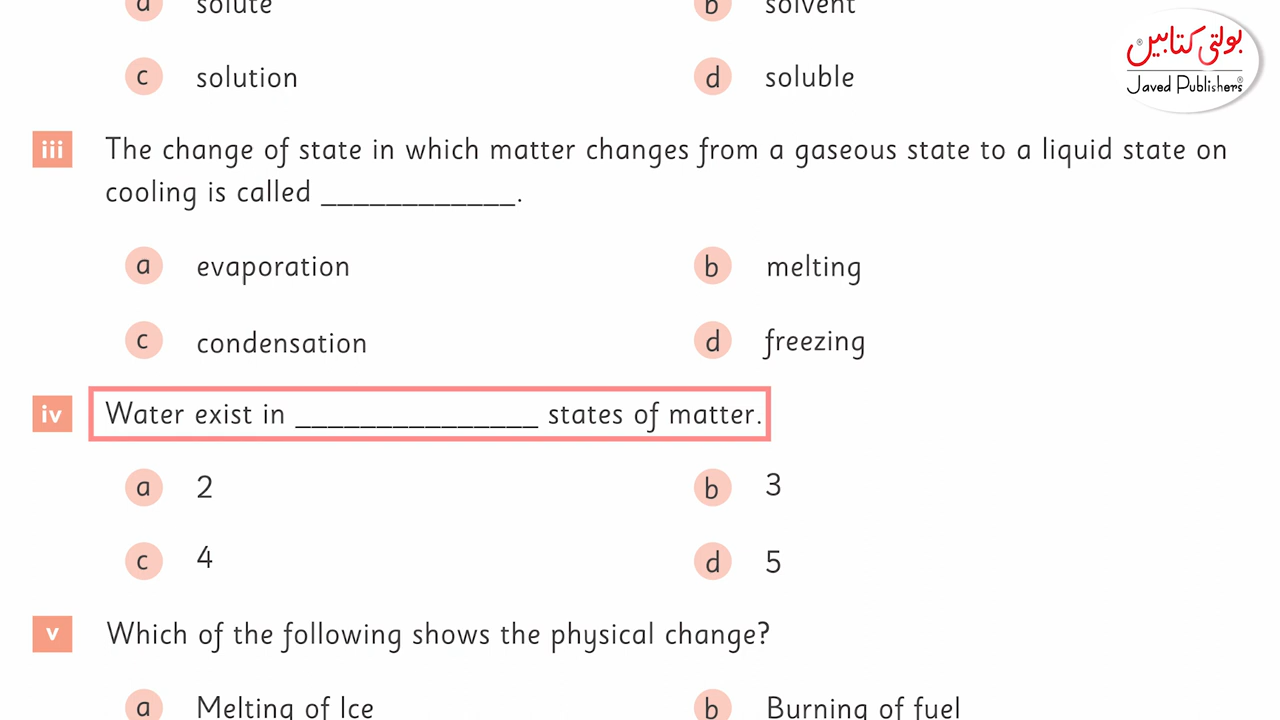 a solute b solvent
بولتی کتابیں
Javed Publishers
c solution d soluble
iii The change of state in which matter changes from a gaseous state to a liquid state on
cooling is called ____________.
a evaporation b melting
c condensation d freezing
iv Water exist in _______________ states of matter.
a 2 b 3
c 4 d 5
v Which of the following shows the physical change?
a Melting of Ice b Burning of fuel